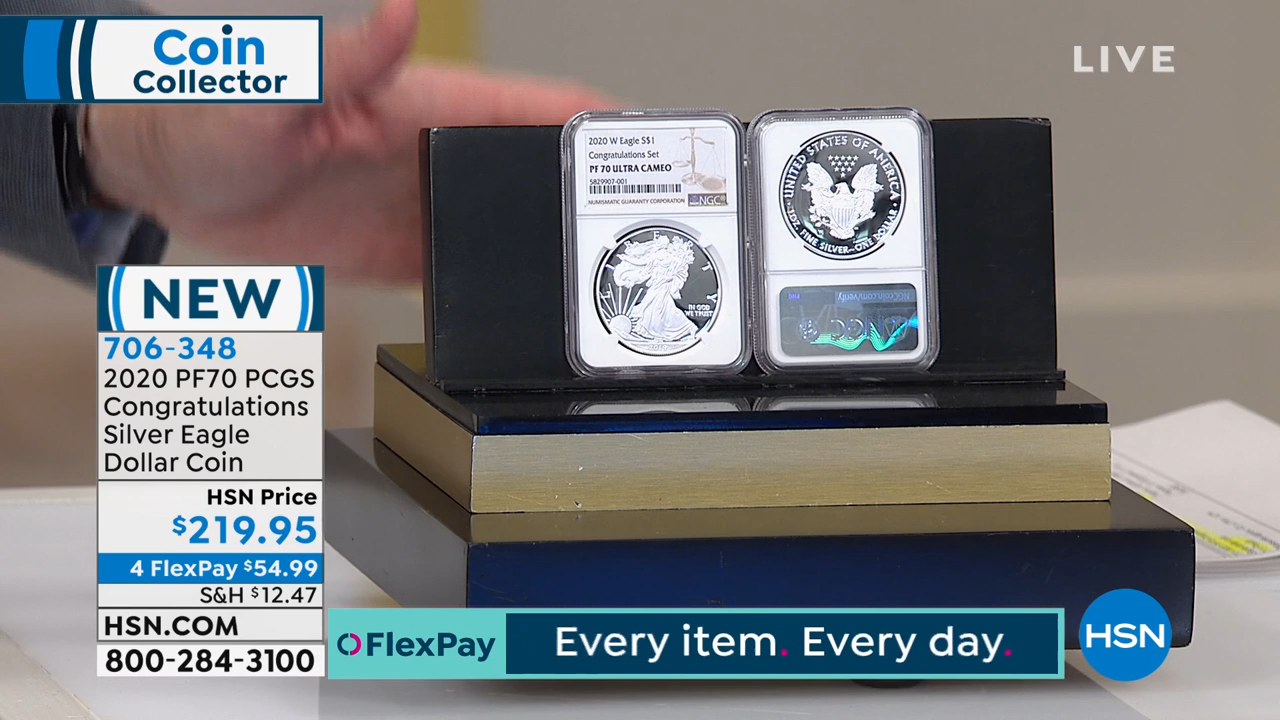 Coin
Collector
LIVE
2020 W Eagle S$1
Congratulations Set
PF 70 ULTRA CAMEO
5829907-001
NUMISMATIC GUARANTY CORPORATION
NGC
LIBERTY
IN GOD
WE TRUST
UNITED STATES OF AMERICA
1 OZ. FINE SILVER~ONE DOLLAR
NEW
706-348
2020 PF70 PCGS
Congratulations
Silver Eagle
Dollar Coin
HSN Price
$219.95
4 FlexPay $54.99
S&H $12.47
HSN.COM
800-284-3100
FlexPay
Every item. Every day.
HSN